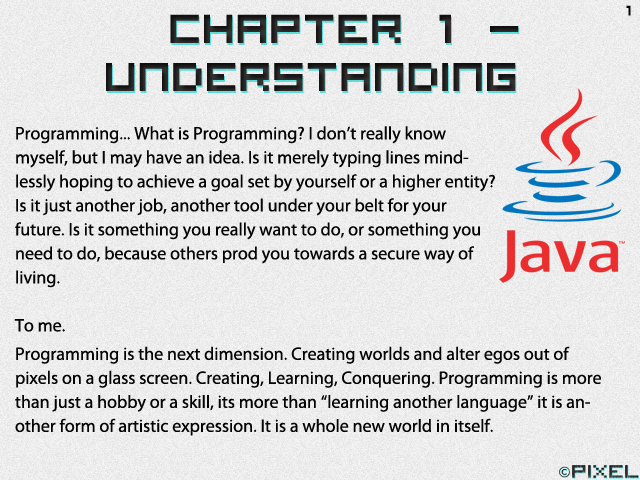 1
CHAPTER 1 -
UNDERSTANDING
Programming... What is Programming? I don't really know
myself, but I may have an idea. Is it merely typing lines mind-
lessly hoping to achieve a goal set by yourself or a higher entity?
Is it just another job, another tool under your belt for your
future. Is it something you really want to do, or something you
need to do, because others prod you towards a secure way of
living.
Java™
To me.
Programming is the next dimension. Creating worlds and alter egos out of
pixels on a glass screen. Creating, Learning, Conquering. Programming is more
than just a hobby or a skill, its more than “learning another language” it is an-
other form of artistic expression. It is a whole new world in itself.
©PIXEL